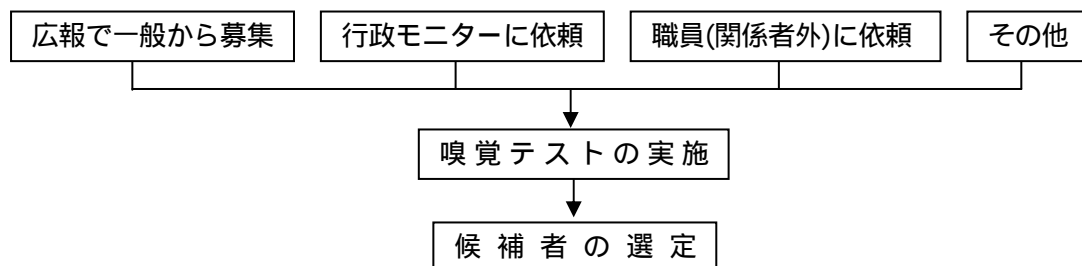 広報で一般から募集
行政モニターに依頼
職員(関係者外)に依頼
その他
嗅覚テストの実施
候補者の選定